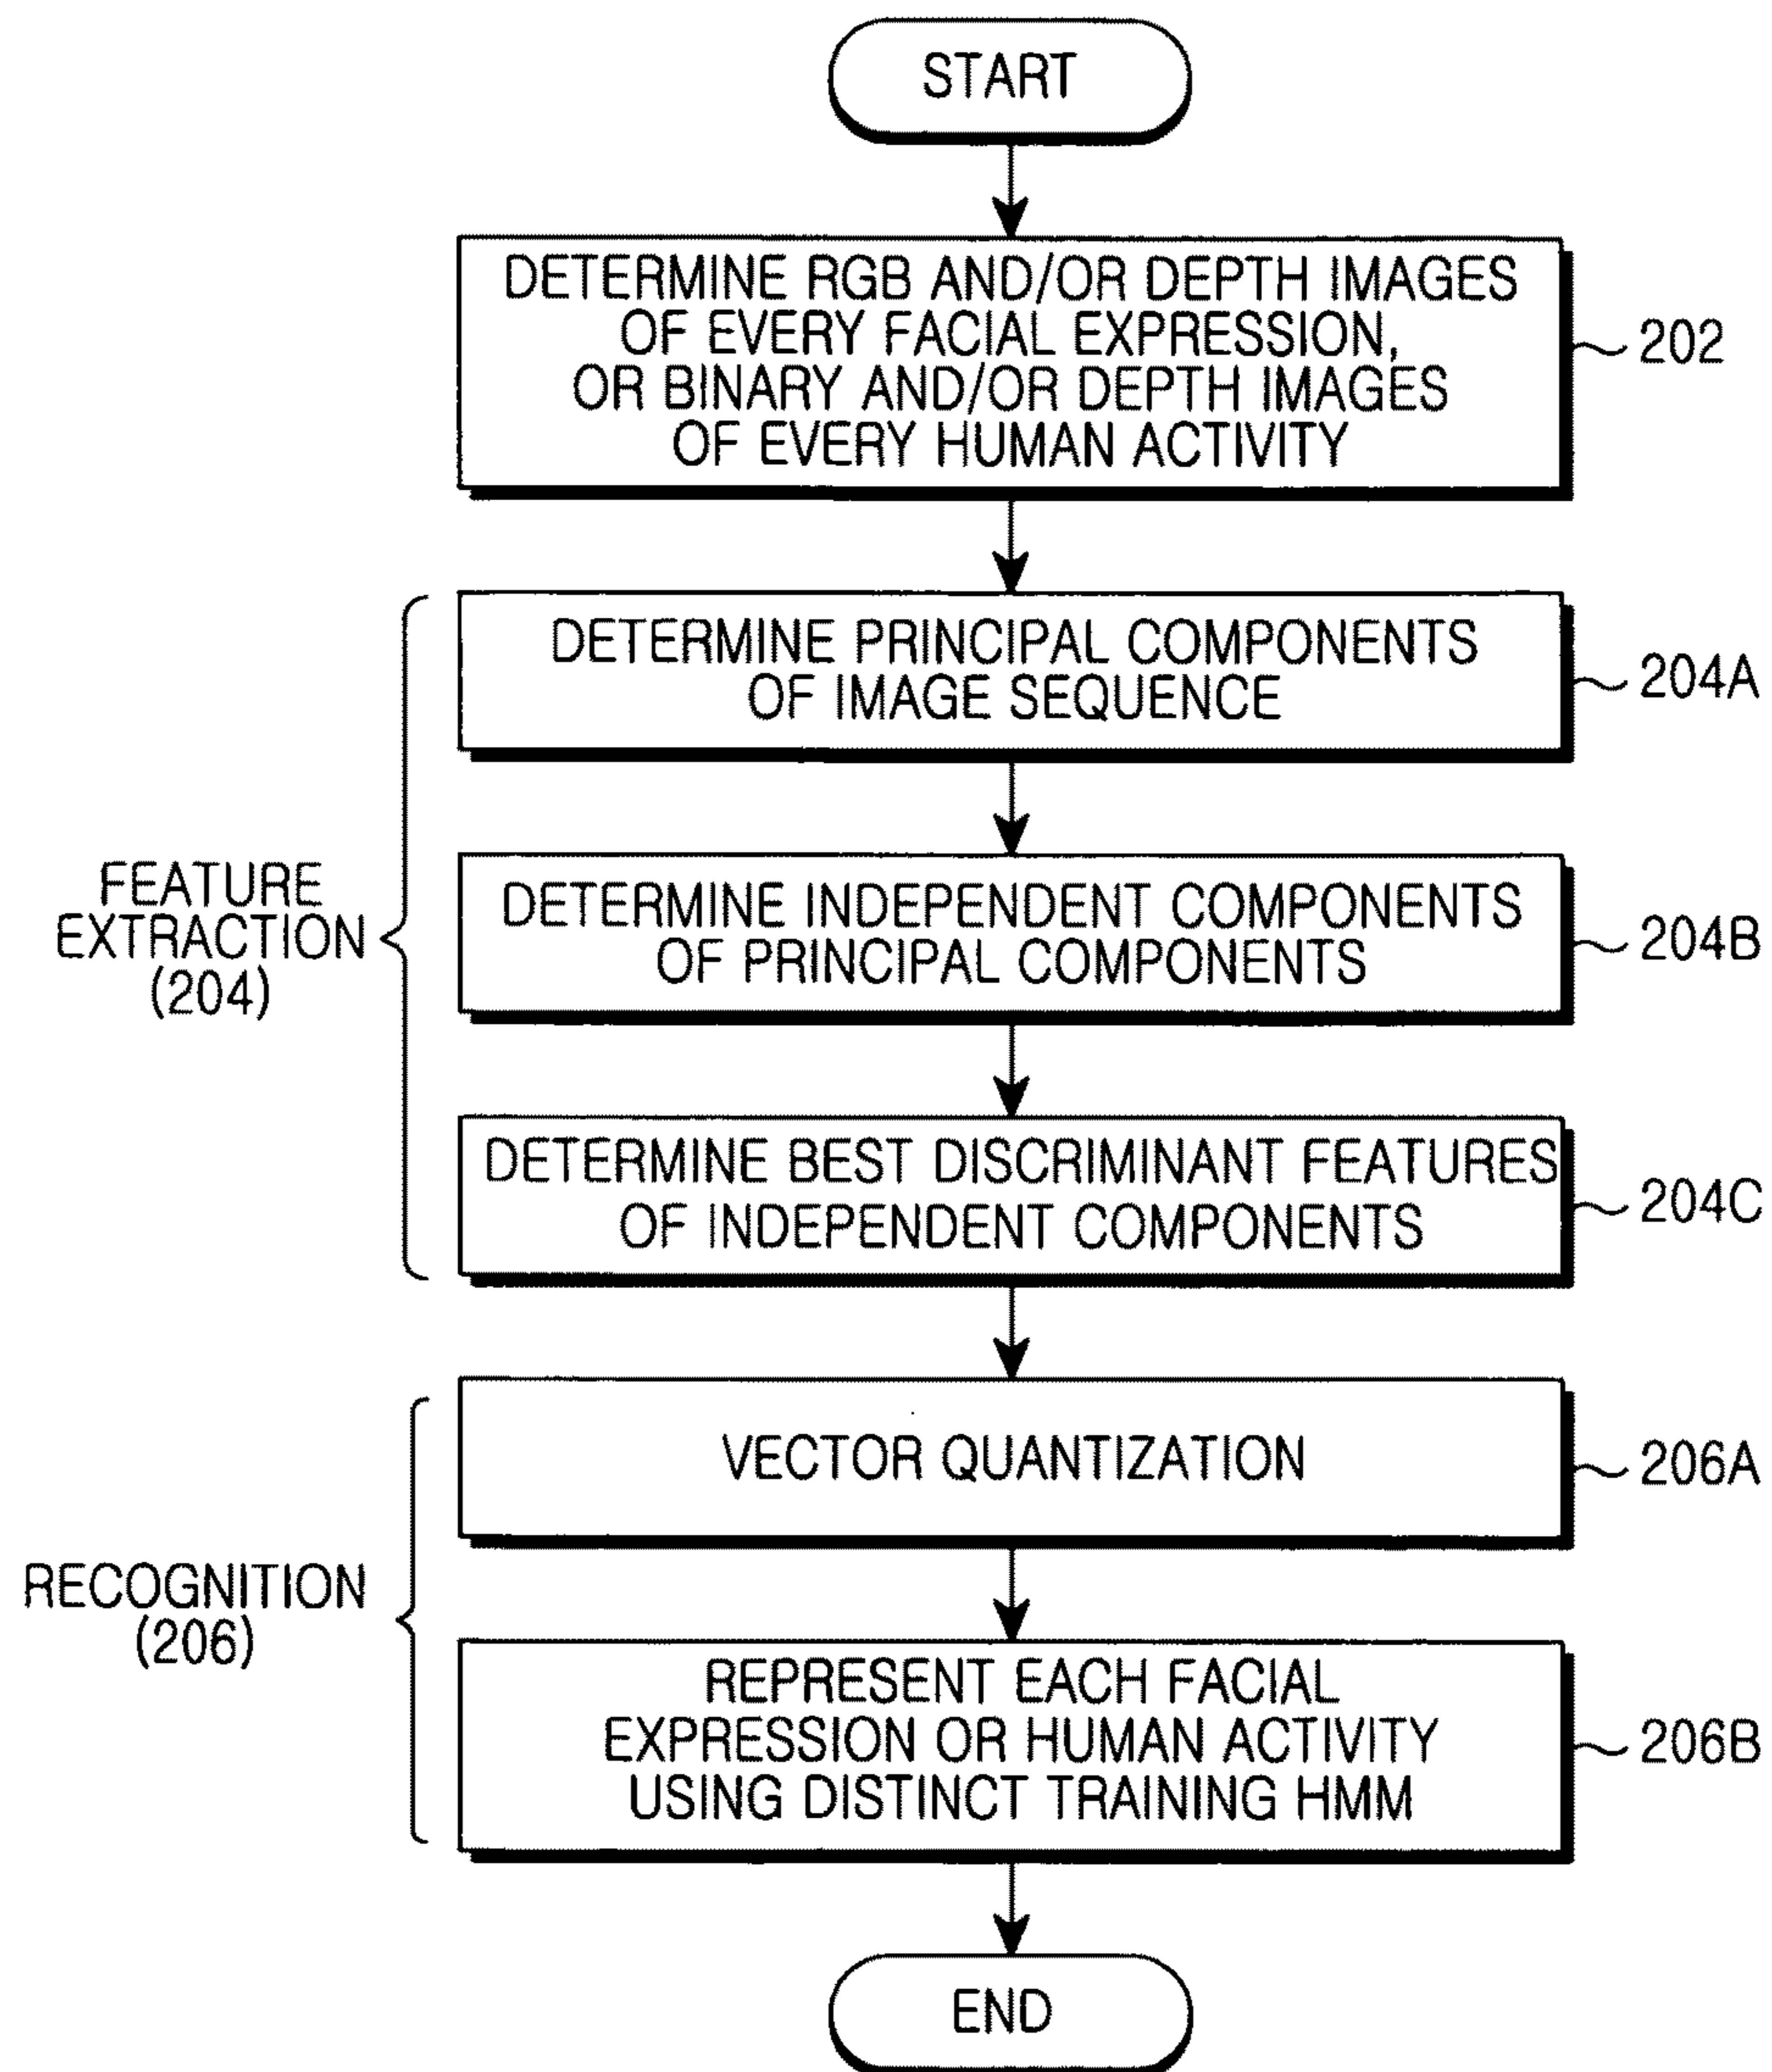 START
DETERMINE RGB AND/OR DEPTH IMAGES
OF EVERY FACIAL EXPRESSION,
OR BINARY AND/OR DEPTH IMAGES
OF EVERY HUMAN ACTIVITY
202
FEATURE
EXTRACTION
(204)
DETERMINE PRINCIPAL COMPONENTS
OF IMAGE SEQUENCE
204A
DETERMINE INDEPENDENT COMPONENTS
OF PRINCIPAL COMPONENTS
204B
DETERMINE BEST DISCRIMINANT FEATURES
OF INDEPENDENT COMPONENTS
204C
RECOGNITION
(206)
VECTOR QUANTIZATION
206A
REPRESENT EACH FACIAL
EXPRESSION OR HUMAN ACTIVITY
USING DISTINCT TRAINING HMM
206B
END